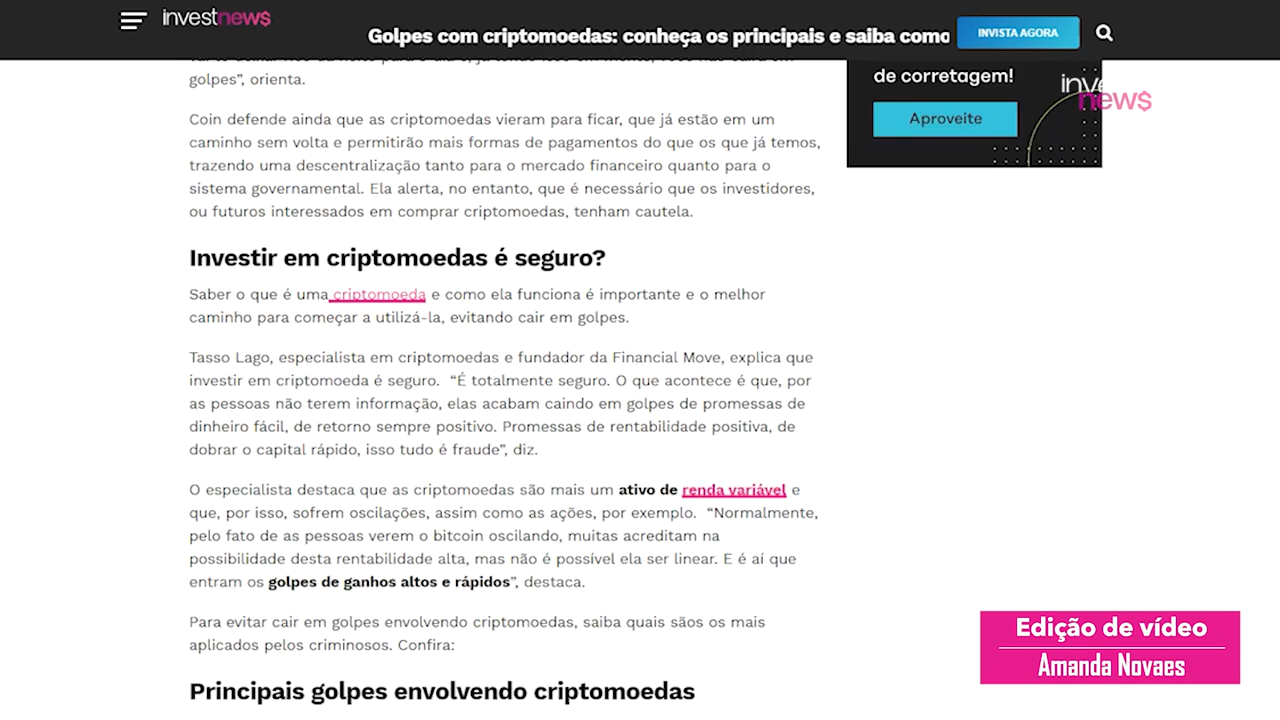 investnew$
Golpes com criptomoedas: conheça os principais e saiba como
INVISTA AGORA
de corretagem!
Aproveite
inve
new$
golpes”, orienta.
Coin defende ainda que as criptomoedas vieram para ficar, que já estão em um
caminho sem volta e permitirão mais formas de pagamentos do que os que já temos,
trazendo uma descentralização tanto para o mercado financeiro quanto para o
sistema governamental. Ela alerta, no entanto, que é necessário que os investidores,
ou futuros interessados em comprar criptomoedas, tenham cautela.
Investir em criptomoedas é seguro?
Saber o que é uma criptomoeda e como ela funciona é importante e o melhor
caminho para começar a utilizá-la, evitando cair em golpes.
Tasso Lago, especialista em criptomoedas e fundador da Financial Move, explica que
investir em criptomoeda é seguro. “É totalmente seguro. O que acontece é que, por
as pessoas não terem informação, elas acabam caindo em golpes de promessas de
dinheiro fácil, de retorno sempre positivo. Promessas de rentabilidade positiva, de
dobrar o capital rápido, isso tudo é fraude”, diz.
O especialista destaca que as criptomoedas são mais um ativo de renda variável e
que, por isso, sofrem oscilações, assim como as ações, por exemplo. “Normalmente,
pelo fato de as pessoas verem o bitcoin oscilando, muitas acreditam na
possibilidade desta rentabilidade alta, mas não é possível ela ser linear. E é aí que
entram os golpes de ganhos altos e rápidos”, destaca.
Para evitar cair em golpes envolvendo criptomoedas, saiba quais sãos os mais
aplicados pelos criminosos. Confira:
Principais golpes envolvendo criptomoedas
Edição de vídeo
Amanda Novaes